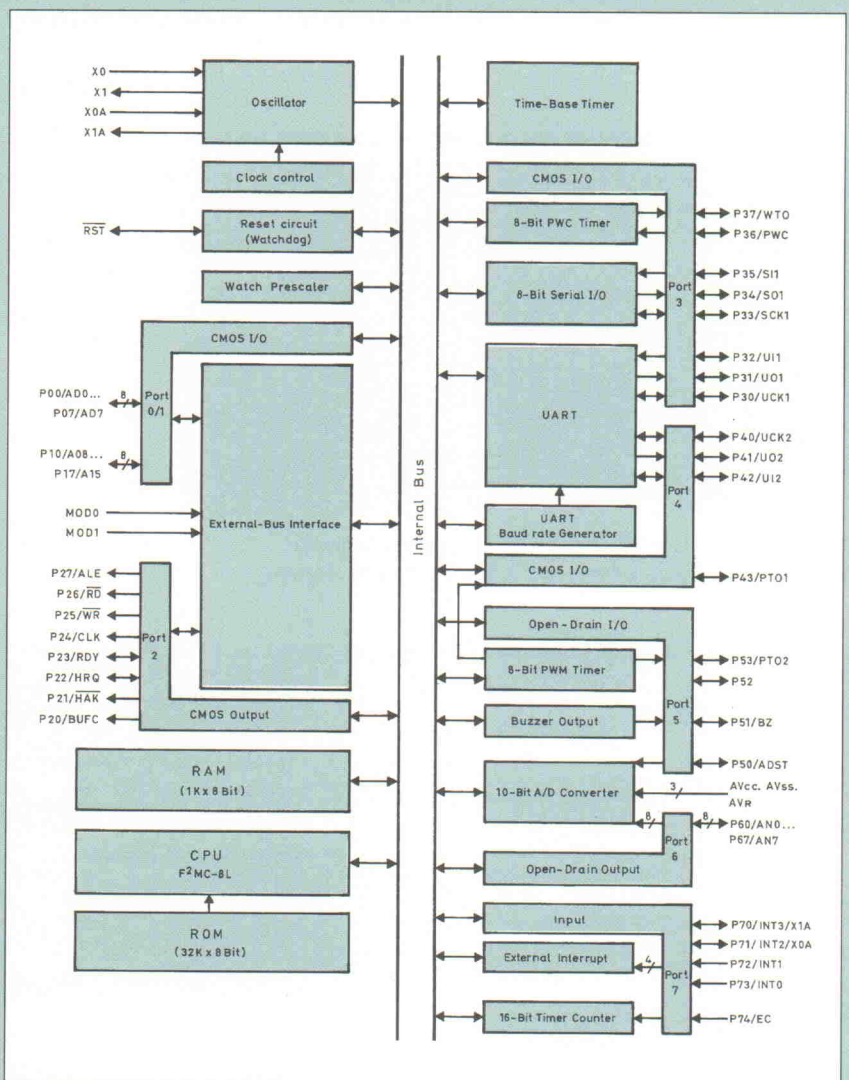 X0
X1
X0A
X1A
Oscillator
Clock control
RST
Reset circuit
(Watchdog)
Watch Prescaler
CMOS I/O
Port
0/1
P00/AD0...
8
P07/AD7
P10/A08...
8
P17/A15
MOD0
MOD1
External-Bus Interface
P27/ALE
P26/RD
P25/WR
P24/CLK
P23/RDY
P22/HRQ
P21/HAK
P20/BUFC
Port
2
CMOS Output
RAM
(1K x 8 Bit)
CPU
F²MC-8L
ROM
(32K x 8Bit)
Internal Bus
Time-Base Timer
CMOS I/O
8-Bit PWC Timer
8-Bit Serial I/O
UART
UART
Baud rate Generator
CMOS I/O
Port
3
P37/WTO
P36/PWC
P35/SI1
P34/SO1
P33/SCK1
P32/UI1
P31/UO1
P30/UCK1
Port
4
P40/UCK2
P41/UO2
P42/UI2
P43/PTO1
Open-Drain I/O
8-Bit PWM Timer
Buzzer Output
Port
5
P53/PTO2
P52
P51/BZ
P50/ADST
10-Bit A/D Converter
3
AVcc. AVss.
AVR
8
8
P60/AN0...
P67/AN7
Port
6
Open-Drain Output
Input
External Interrupt
4
16-Bit Timer Counter
Port
7
P70/INT3/X1A
P71/INT2/X0A
P72/INT1
P73/INT0
P74/EC